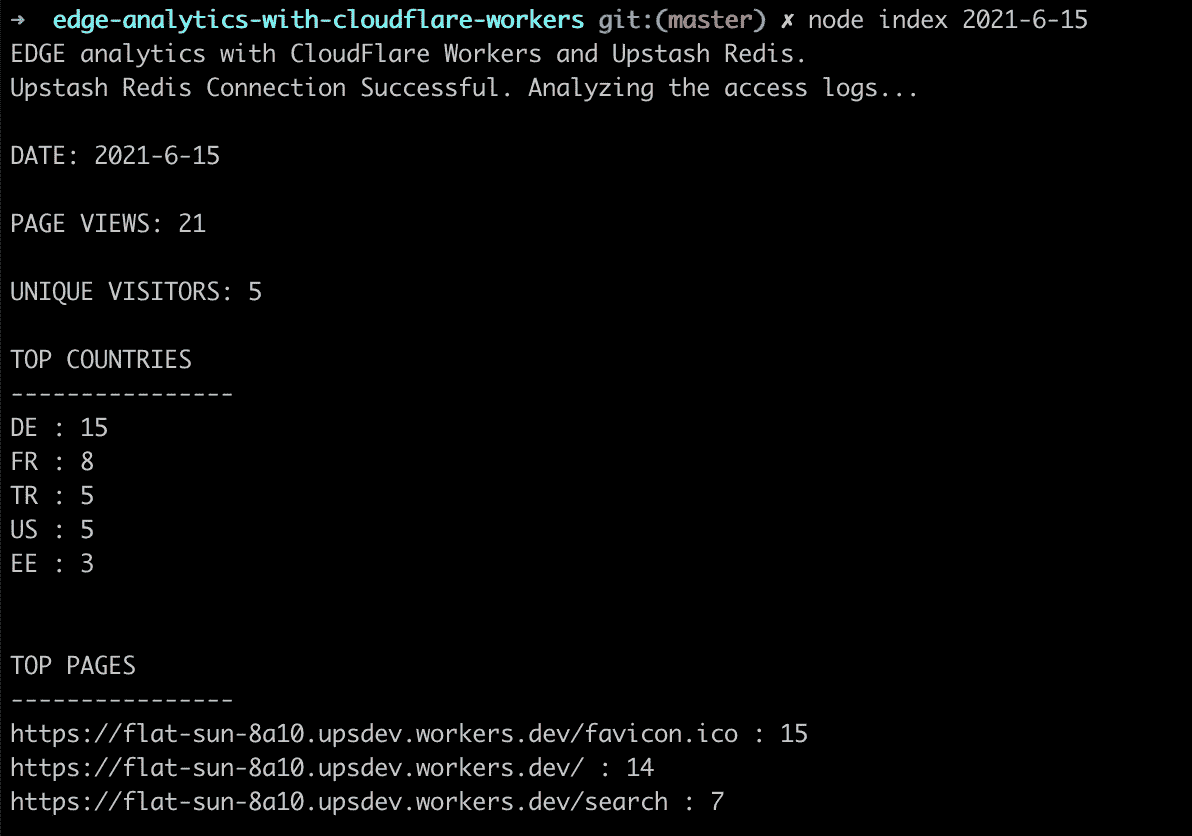 ➜  edge-analytics-with-cloudflare-workers git:(master) ✗ node index 2021-6-15
EDGE analytics with CloudFlare Workers and Upstash Redis.
Upstash Redis Connection Successful. Analyzing the access logs...
DATE: 2021-6-15
PAGE VIEWS: 21
UNIQUE VISITORS: 5
TOP COUNTRIES
----------------
DE : 15
FR : 8
TR : 5
US : 5
EE : 3
TOP PAGES
----------------
https://flat-sun-8a10.upsdev.workers.dev/favicon.ico : 15
https://flat-sun-8a10.upsdev.workers.dev/ : 14
https://flat-sun-8a10.upsdev.workers.dev/search : 7